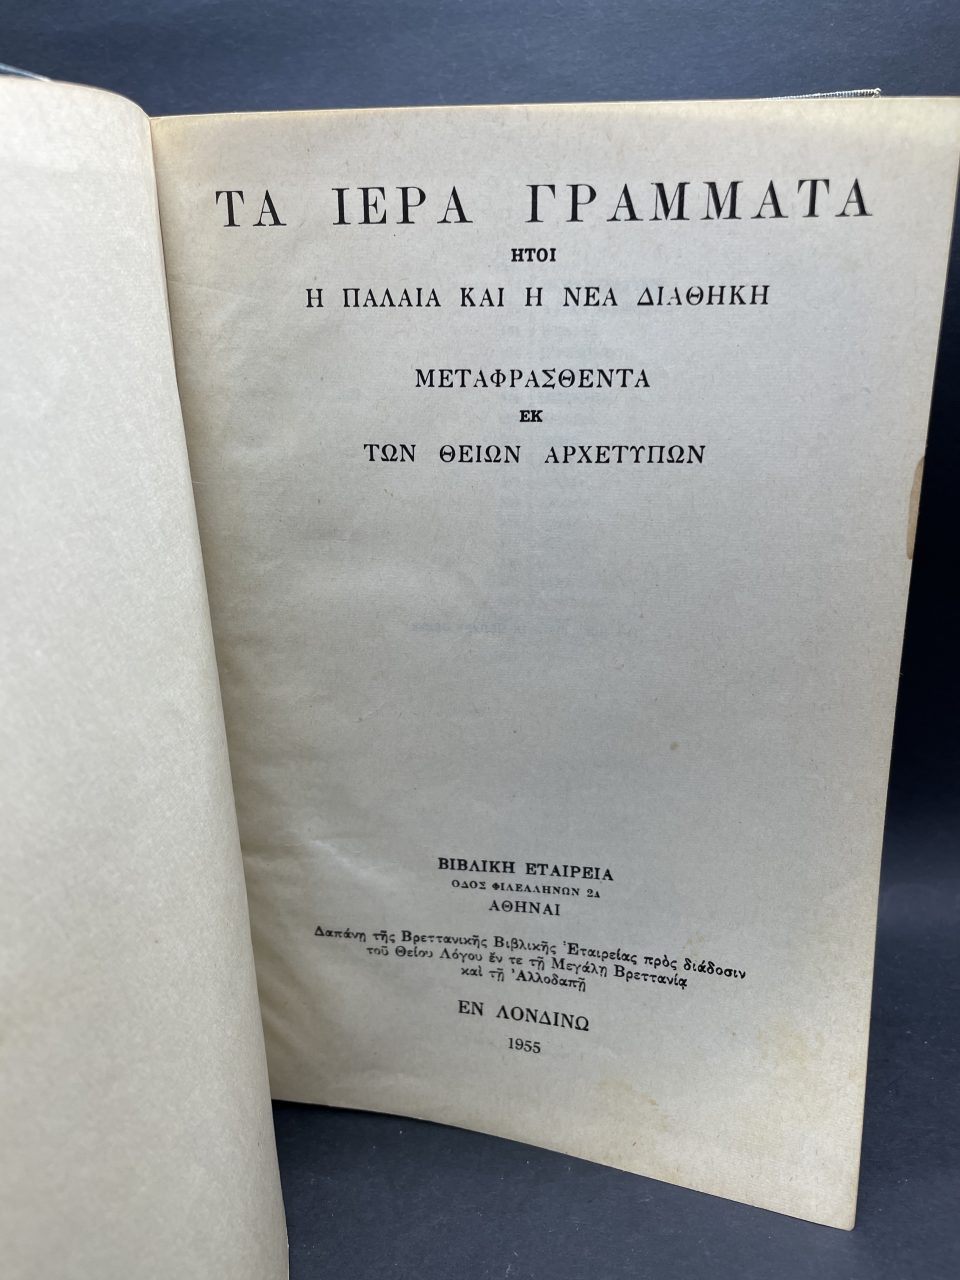 ΤΑ ΙΕΡΑ ΓΡΑΜΜΑΤΑ
ΗΤΟΙ
Η ΠΑΛΑΙΑ ΚΑΙ Η ΝΕΑ ΔΙΑΘΗΚΗ
ΜΕΤΑΦΡΑΣΘΕΝΤΑ
ΕΚ
ΤΩΝ ΘΕΙΩΝ ΑΡΧΕΤΥΠΩΝ
ΒΙΒΛΙΚΗ ΕΤΑΙΡΕΙΑ
ΟΔΟΣ ΦΙΛΕΛΛΗΝΩΝ 2Α
ΑΘΗΝΑΙ
Δαπάνῃ τῆς Βρεττανικῆς Βιβλικῆς Ἑταιρείας πρὸς διάδοσιν
τοῦ Θείου Λόγου ἔν τε τῇ Μεγάλῃ Βρεττανίᾳ
καὶ τῇ Ἀλλοδαπῇ
ΕΝ ΛΟΝΔΙΝΩ
1955